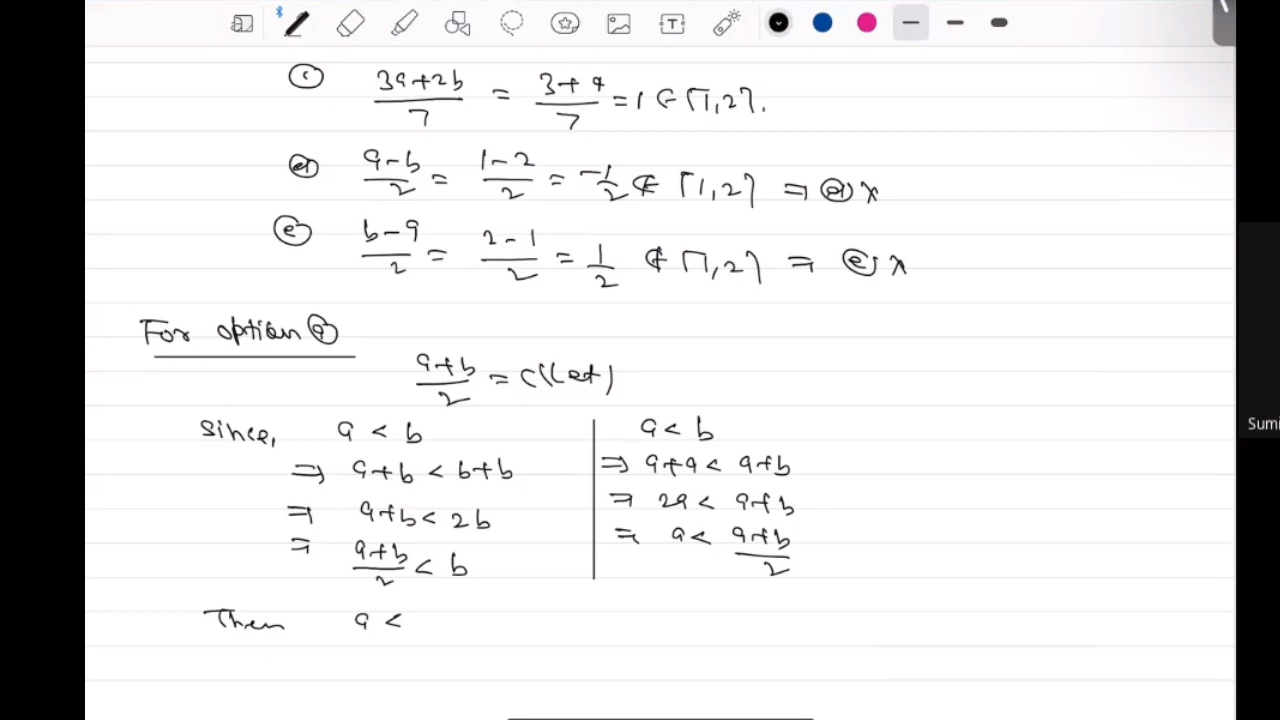 (c) (3a+2b)/7 = (3+4)/7 = 1 ∈ [1,2].
(d) (a-b)/2 = (1-2)/2 = -1/2 ∉ [1,2] ⇒ (d) x
(e) (b-a)/2 = (2-1)/2 = 1/2 ∉ [1,2] ⇒ (e) x
For option (a)
(a+b)/2 = c (Let)
Since, a < b
⇒ a+b < b+b
⇒ a+b < 2b
⇒ (a+b)/2 < b
a < b
⇒ a+a < a+b
⇒ 2a < a+b
⇒ a < (a+b)/2
Then a <
Sumi